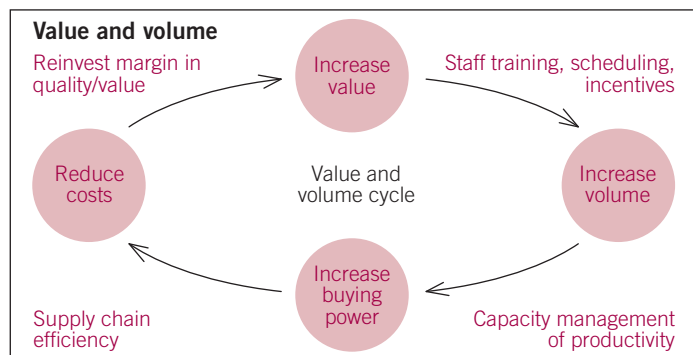 Value and volume
Reinvest margin in
quality/value
Increase
value
Staff training, scheduling,
incentives
Reduce
costs
Value and
volume cycle
Increase
volume
Increase
buying
power
Supply chain
efficiency
Capacity management
of productivity